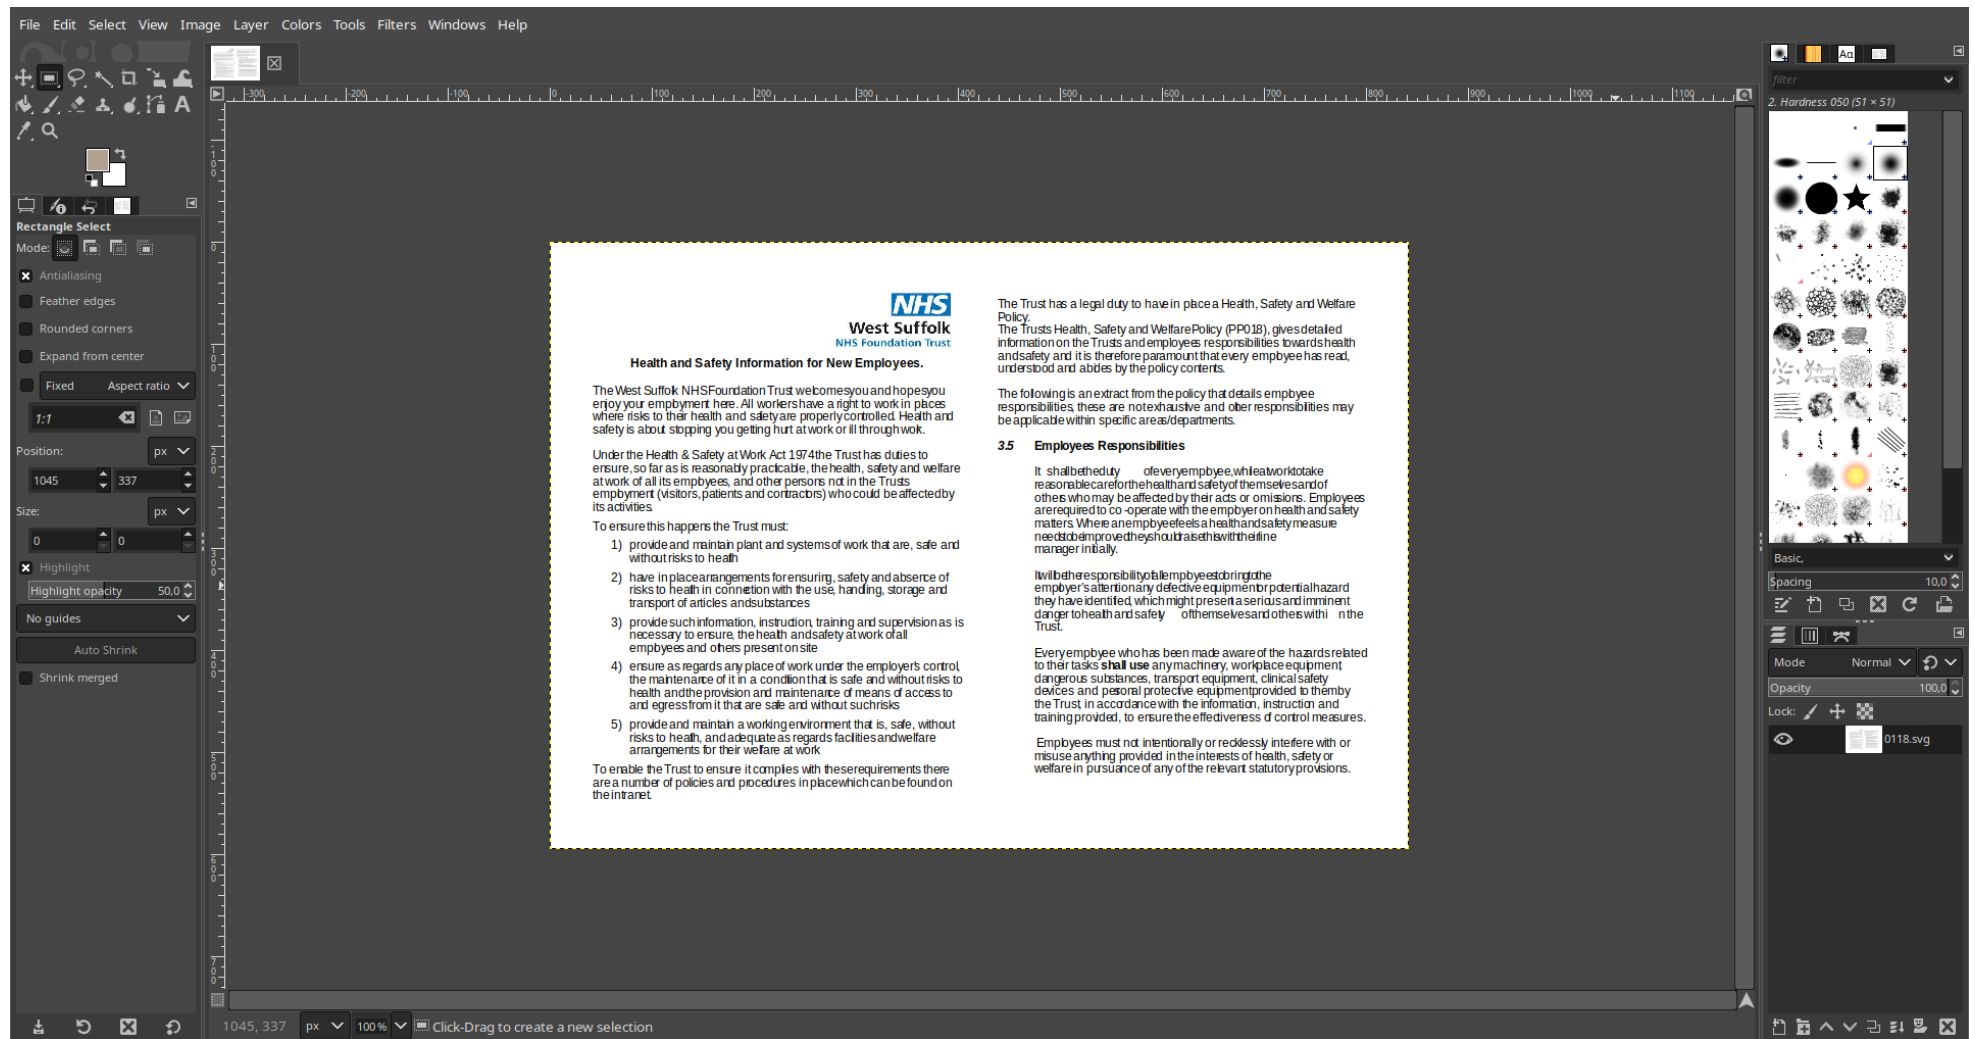 File Edit Select View Image Layer Colors Tools Filters Windows Help
-300 -200 -100 0 100 200 300 400 500 600 700 800 900 1000 1100
Rectangle Select
Mode:
Antialiasing
Feather edges
Rounded corners
Expand from center
Fixed Aspect ratio
1:1
Position: px
1045 337
Size: px
0 0
Highlight
Highlight opacity 50,0
No guides
Auto Shrink
Shrink merged
NHS
West Suffolk
NHS Foundation Trust
Health and Safety Information for New Employees.
The West Suffolk NHS Foundation Trust welcomes you and hopes you
enjoy your employment here. All workers have a right to work in places
where risks to their health and safety are properly controlled. Health and
safety is about stopping you getting hurt at work or ill through work.
Under the Health & Safety at Work Act 1974 the Trust has duties to
ensure, so far as is reasonably practicable, the health, safety and welfare
at work of all its employees, and other persons not in the Trusts
employment (visitors, patients and contractors) who could be affected by
its activities.
To ensure this happens the Trust must:
1) provide and maintain plant and systems of work that are, safe and
without risks to health
2) have in place arrangements for ensuring, safety and absence of
risks to health in connection with the use, handling, storage and
transport of articles and substances
3) provide such information, instruction, training and supervision as is
necessary to ensure, the health and safety at work of all
employees and others present on site
4) ensure as regards any place of work under the employer's control,
the maintenance of it in a condition that is safe and without risks to
health and the provision and maintenance of means of access to
and egress from it that are safe and without such risks
5) provide and maintain a working environment that is, safe, without
risks to health, and adequate as regards facilities and welfare
arrangements for their welfare at work
To enable the Trust to ensure it complies with these requirements there
are a number of policies and procedures in place which can be found on
the intranet.
The Trust has a legal duty to have in place a Health, Safety and Welfare
Policy.
The Trusts Health, Safety and Welfare Policy (PP018), gives detailed
information on the Trusts and employees responsibilities towards health
and safety and it is therefore paramount that every employee has read,
understood and abides by the policy contents.
The following is an extract from the policy that details employee
responsibilities, these are not exhaustive and other responsibilities may
be applicable within specific areas/departments.
3.5 Employees Responsibilities
It shall be the duty of every employee, while at work to take
reasonable care for the health and safety of themselves and of
others who may be affected by their acts or omissions. Employees
are required to co -operate with the employer on health and safety
matters. Where an employee feels a health and safety measure
needs to be improved they should raise this with their line
manager initially.
It will be the responsibility of all employees to bring to the
employer's attention any defective equipment or potential hazard
they have identified, which might present a serious and imminent
danger to health and safety of themselves and others withi n the
Trust.
Every employee who has been made aware of the hazards related
to their tasks shall use any machinery, workplace equipment,
dangerous substances, transport equipment, clinical safety
devices and personal protective equipment provided to them by
the Trust, in accordance with the information, instruction and
training provided, to ensure the effectiveness of control measures.
Employees must not intentionally or recklessly interfere with or
misuse anything provided in the interests of health, safety or
welfare in pursuance of any of the relevant statutory provisions.
1045, 337 px 100 % Click-Drag to create a new selection
Aa
filter
2. Hardness 050 (51 × 51)
Basic,
Spacing 10,0
Mode Normal
Opacity 100,0
Lock:
0118.svg